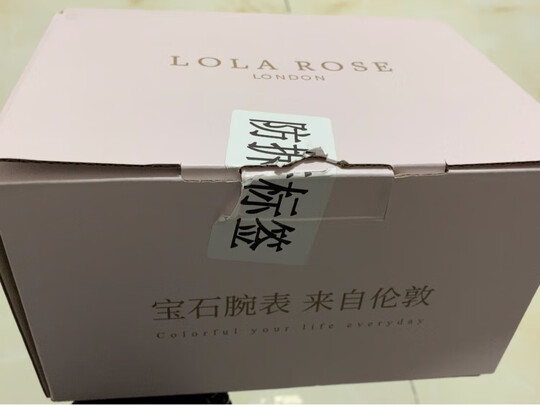 LOLA ROSE
LONDON
防拆
标签
宝石腕表 来自伦敦
Colorful your life everyday